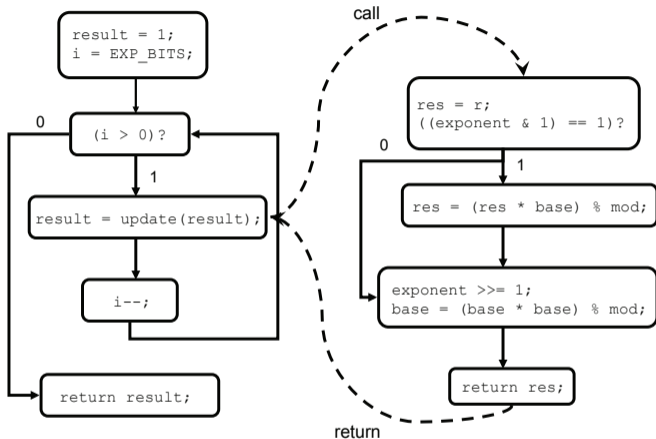 call
result = 1;
i = EXP_BITS;
0
(i > 0)?
1
result = update(result);
i--;
return result;
res = r;
((exponent & 1) == 1)?
0
1
res = (res * base) % mod;
exponent >>= 1;
base = (base * base) % mod;
return res;
return